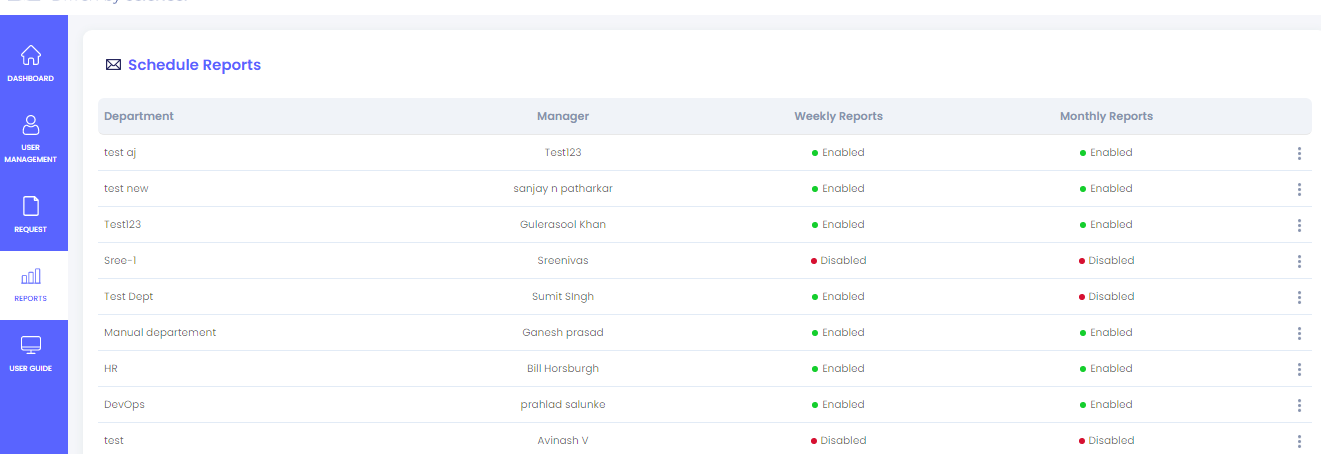 by science
DASHBOARD
USER
MANAGEMENT
REQUEST
REPORTS
USER GUIDE
Schedule Reports
Department Manager Weekly Reports Monthly Reports
test aj Test123 Enabled Enabled
test new sanjay n patharkar Enabled Enabled
Test123 Gulerasool Khan Enabled Enabled
Sree-1 Sreenivas Disabled Disabled
Test Dept Sumit SIngh Enabled Disabled
Manual departement Ganesh prasad Enabled Enabled
HR Bill Horsburgh Enabled Enabled
DevOps prahlad salunke Enabled Enabled
test Avinash V Disabled Disabled